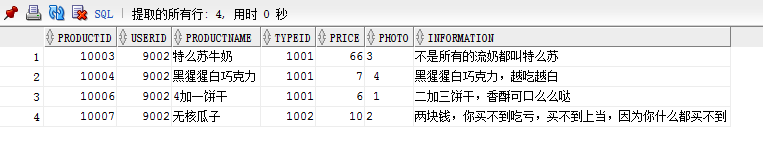 SQL | 提取的所有行: 4, 用时 0 秒
PRODUCTID USERID PRODUCTNAME TYPEID PRICE PHOTO INFORMATION
1 10003 9002 特么苏牛奶 1001 66 3 不是所有的流奶都叫特么苏
2 10004 9002 黑猩猩白巧克力 1001 7 4 黑猩猩白巧克力，越吃越白
3 10006 9002 4加一饼干 1001 6 1 二加三饼干，香酥可口么么哒
4 10007 9002 无核瓜子 1002 10 2 两块钱，你买不到吃亏，买不到上当，因为你什么都买不到